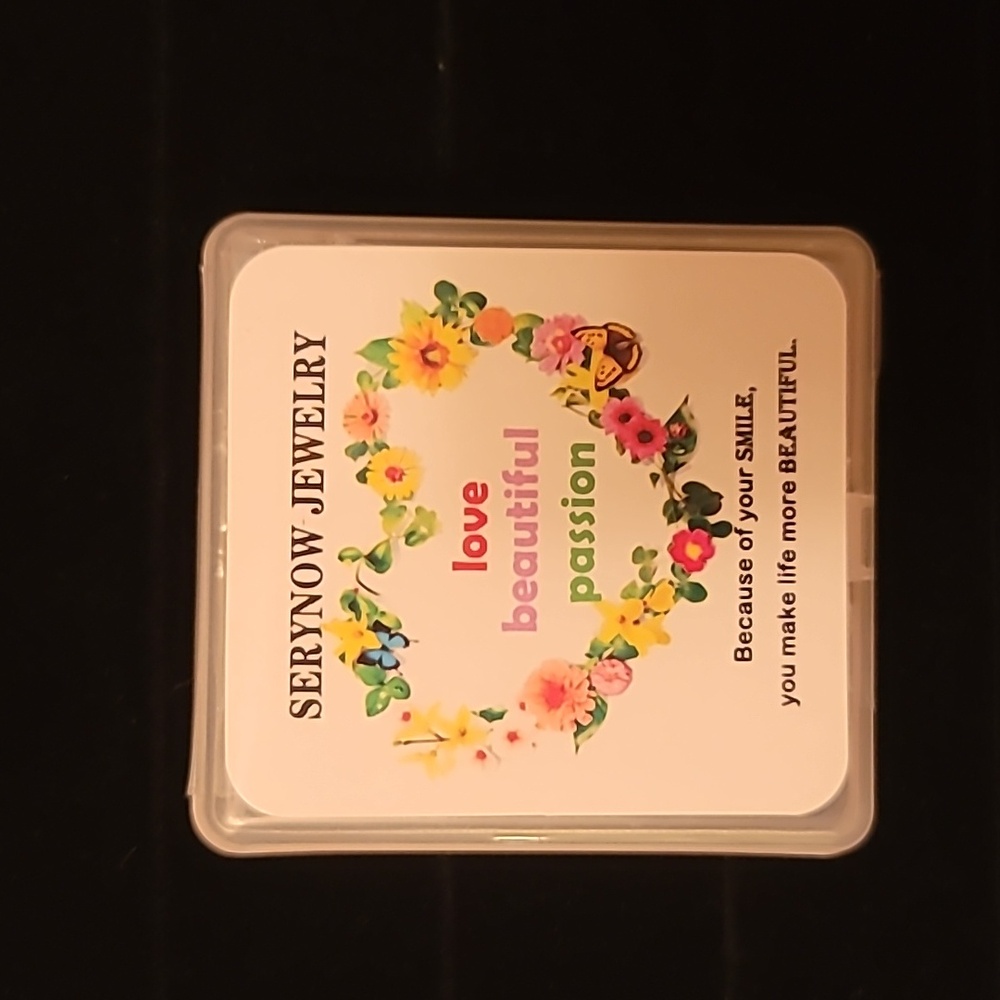 SERYNOW JEWELRY
love
beautiful
passion
Because of your SMILE,
you make life more BEAUTIFUL.